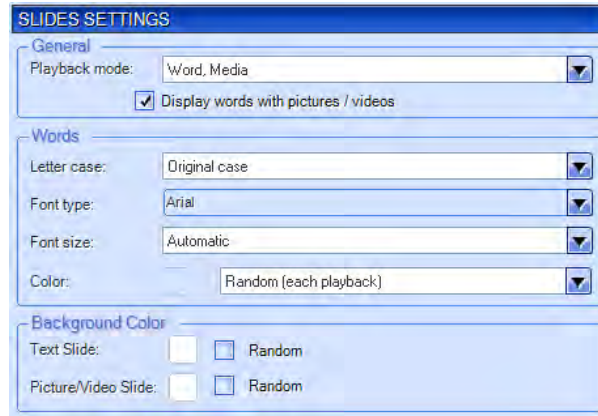 SLIDES SETTINGS
General
Playback mode: Word, Media
Display words with pictures / videos
Words
Letter case: Original case
Font type: Arial
Font size: Automatic
Color: Random (each playback)
Background Color
Text Slide: Random
Picture/Video Slide: Random